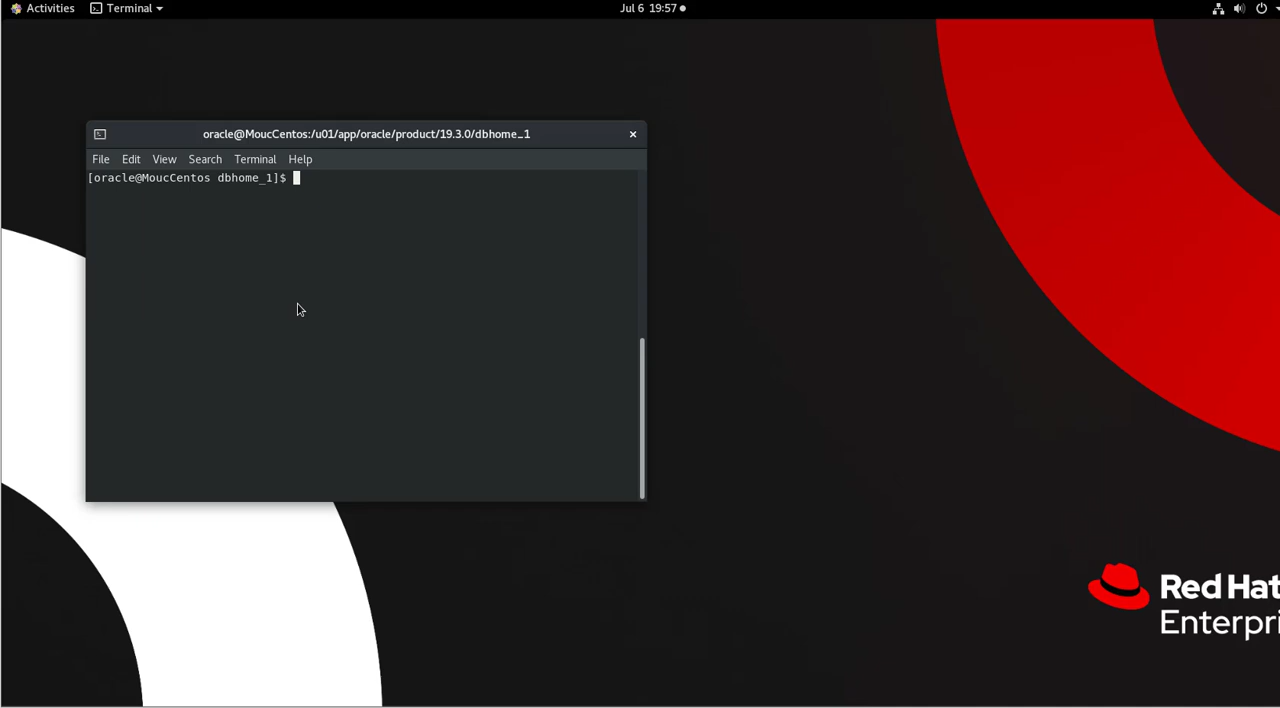 Activities Terminal Jul 6 19:57
oracle@MoucCentos:/u01/app/oracle/product/19.3.0/dbhome_1
File Edit View Search Terminal Help
[oracle@MoucCentos dbhome_1]$
Red Hat
Enterpri